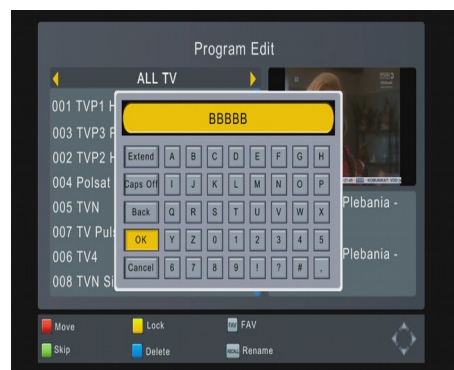 Program Edit
ALL TV
001 TVP1 H
003 TVP3 R
002 TVP2 H
004 Polsat
005 TVN
007 TV Puls
006 TV4
008 TVN Si
BBBBB
Extend A B C D E F G H
Caps Off I J K L M N O P
Back Q R S T U V W X
OK Y Z 0 1 2 3 4 5
Cancel 6 7 8 9 ! ? # ,
Plebania -
Plebania -
Move Lock FAV FAV
Skip Delete RECALL Rename